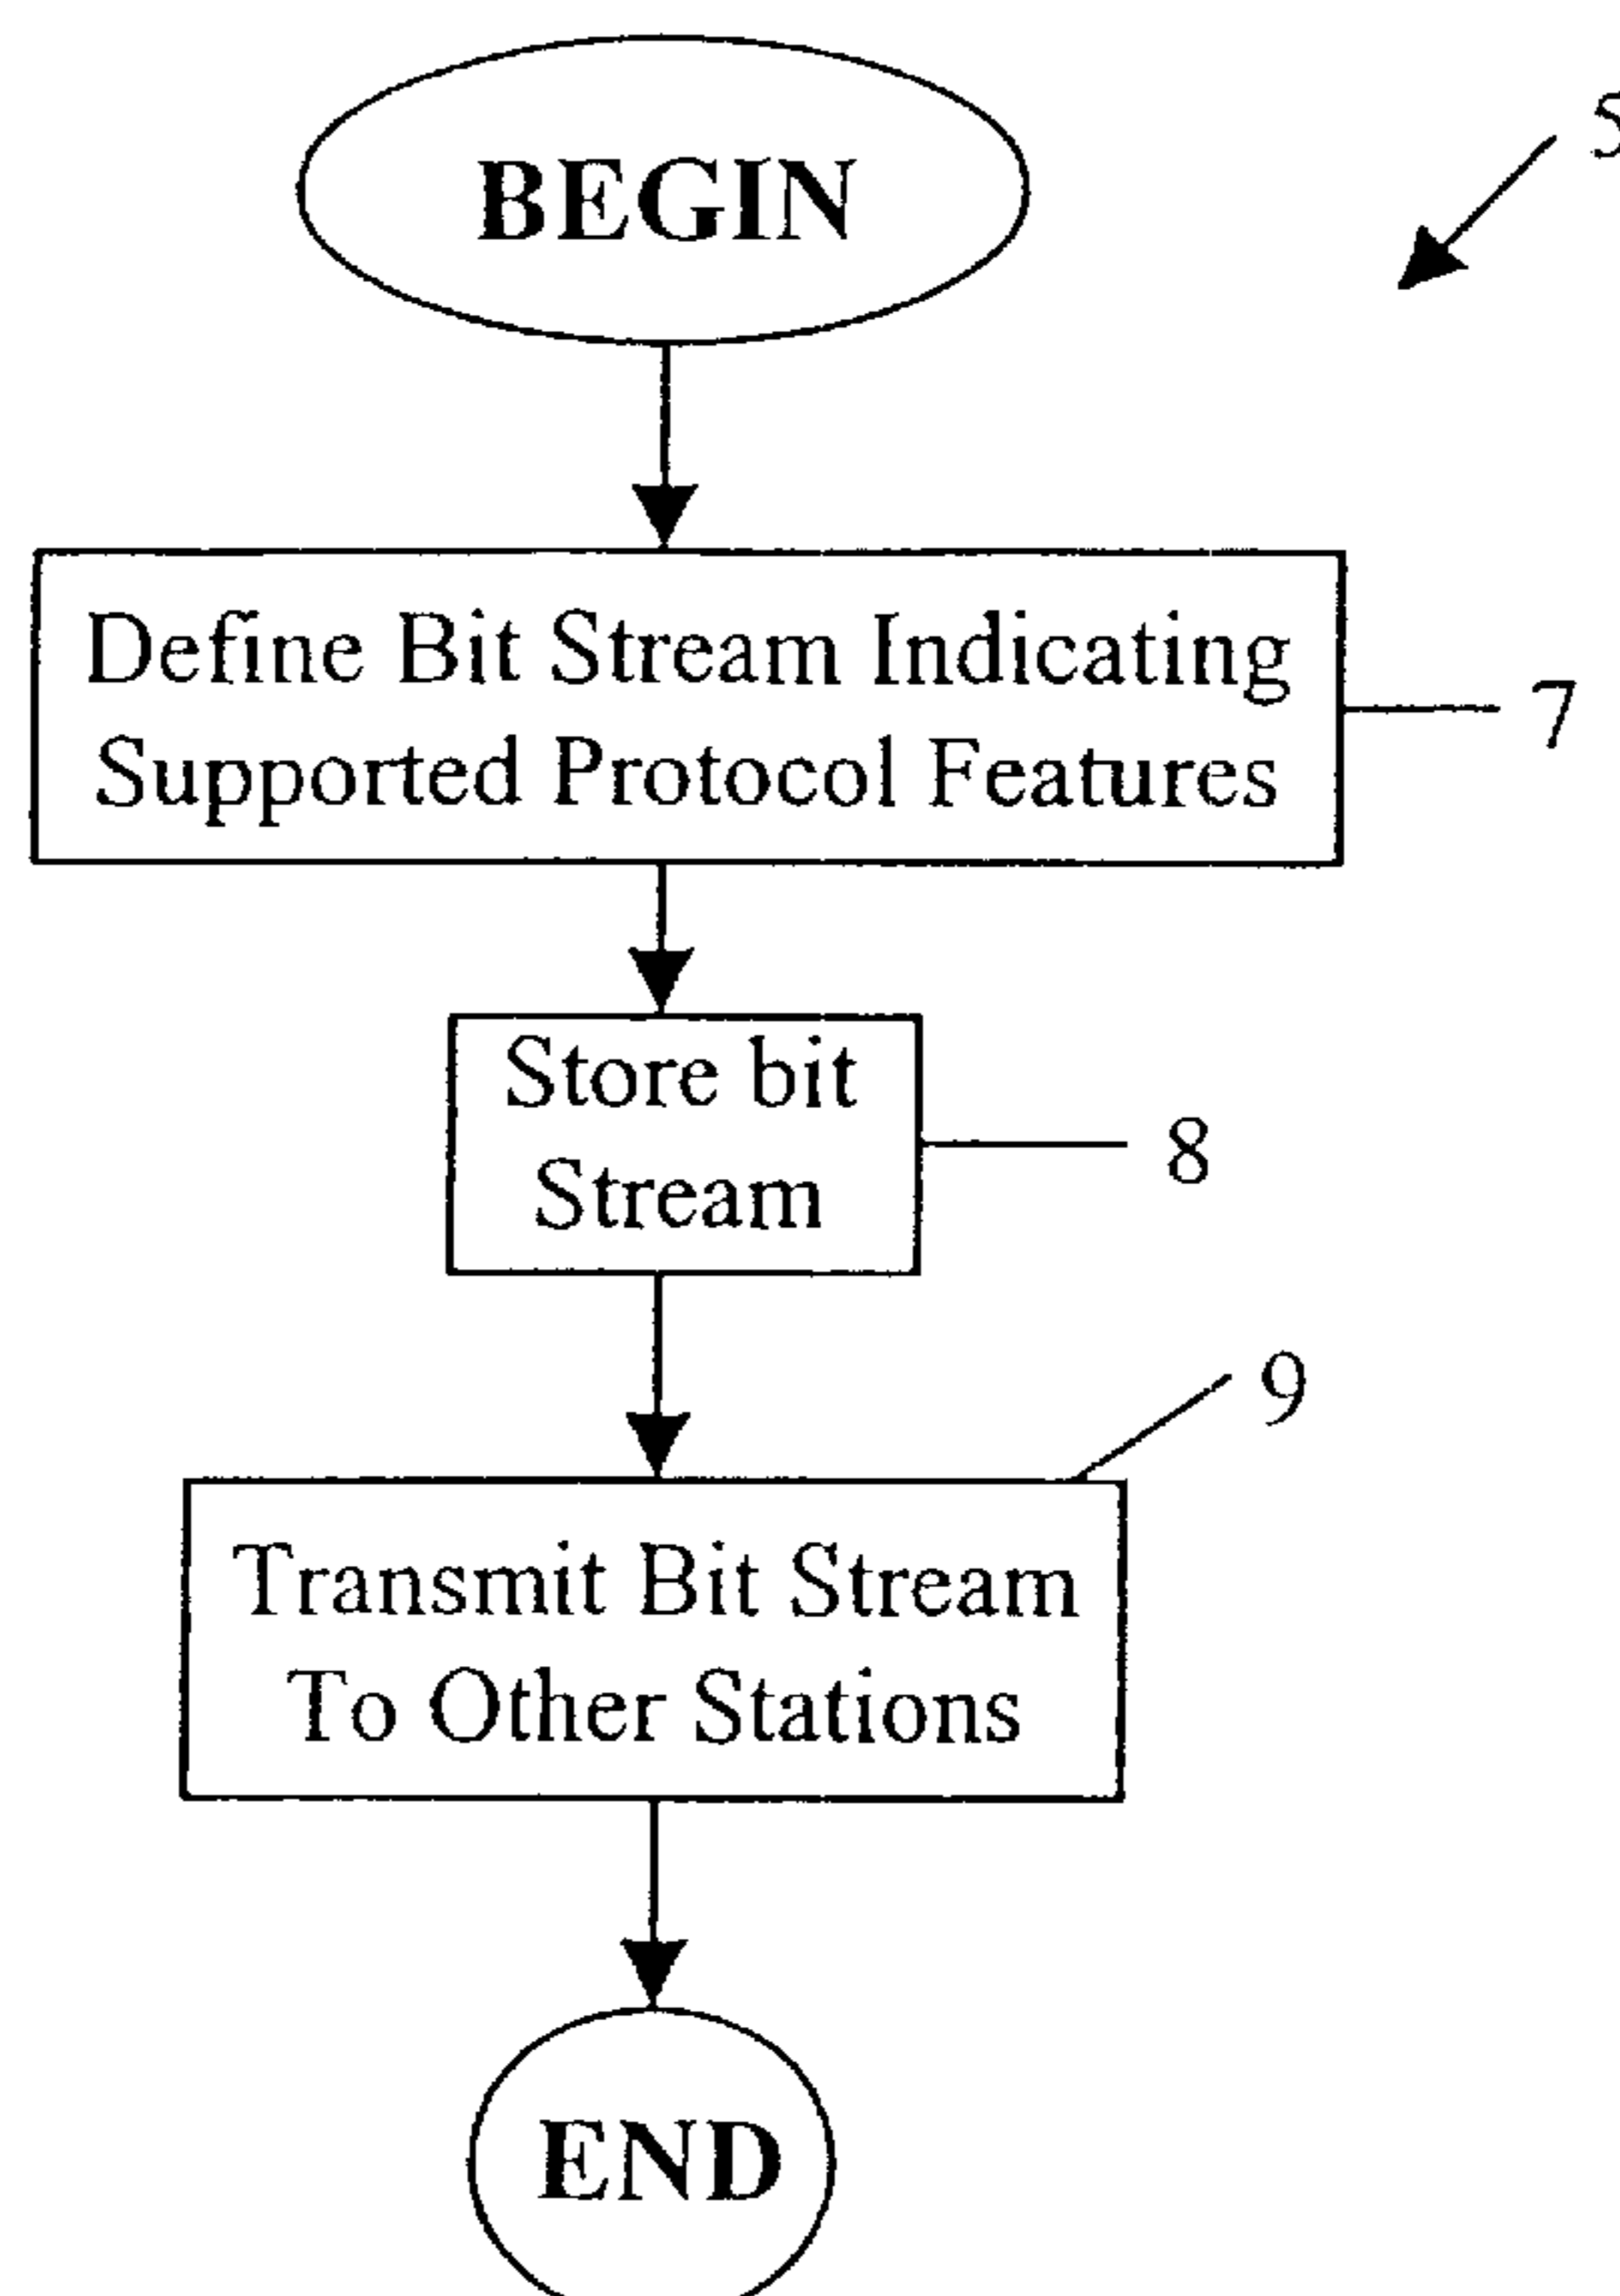 BEGIN
5
Define Bit Stream Indicating
Supported Protocol Features
7
Store bit
Stream
8
9
Transmit Bit Stream
To Other Stations
END